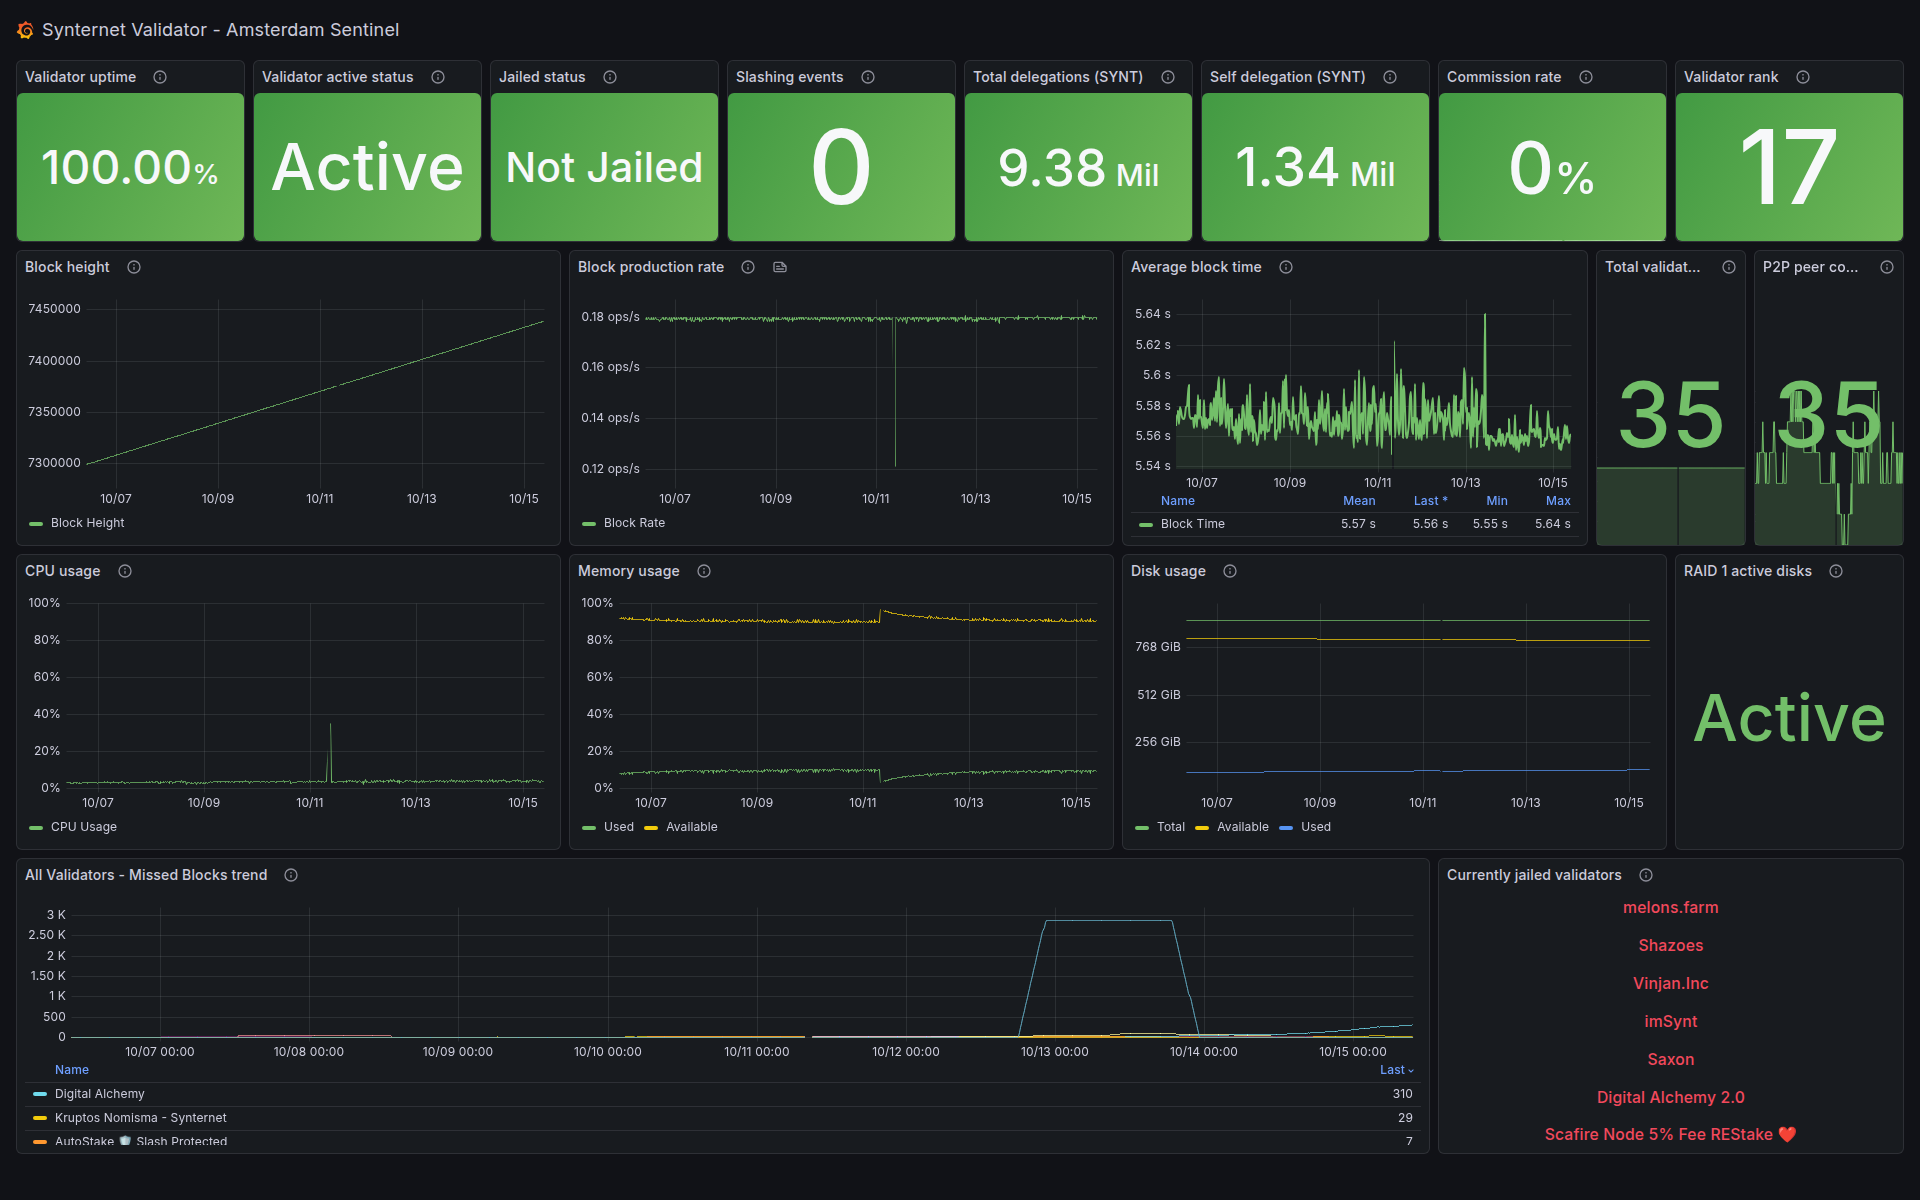 Synternet Validator - Amsterdam Sentinel
Validator uptime
100.00%
Validator active status
Active
Jailed status
Not Jailed
Slashing events
0
Total delegations (SYNT)
9.38 Mil
Self delegation (SYNT)
1.34 Mil
Commission rate
0%
Validator rank
17
Block height
7450000
7400000
7350000
7300000
10/07 10/09 10/11 10/13 10/15
Block Height
Block production rate
0.18 ops/s
0.16 ops/s
0.14 ops/s
0.12 ops/s
10/07 10/09 10/11 10/13 10/15
Block Rate
Average block time
5.64 s
5.62 s
5.6 s
5.58 s
5.56 s
5.54 s
10/07 10/09 10/11 10/13 10/15
Name Mean Last * Min Max
Block Time 5.57 s 5.56 s 5.55 s 5.64 s
Total validat...
35
P2P peer co...
35
CPU usage
100%
80%
60%
40%
20%
0%
10/07 10/09 10/11 10/13 10/15
CPU Usage
Memory usage
100%
80%
60%
40%
20%
0%
10/07 10/09 10/11 10/13 10/15
Used Available
Disk usage
768 GiB
512 GiB
256 GiB
10/07 10/09 10/11 10/13 10/15
Total Available Used
RAID 1 active disks
Active
All Validators - Missed Blocks trend
3 K
2.50 K
2 K
1.50 K
1 K
500
0
10/07 00:00 10/08 00:00 10/09 00:00 10/10 00:00 10/11 00:00 10/12 00:00 10/13 00:00 10/14 00:00 10/15 00:00
Name Last
Digital Alchemy 310
Kruptos Nomisma - Synternet 29
AutoStake 🛡️ Slash Protected 7
Currently jailed validators
melons.farm
Shazoes
Vinjan.Inc
imSynt
Saxon
Digital Alchemy 2.0
Scafire Node 5% Fee REStake ❤️